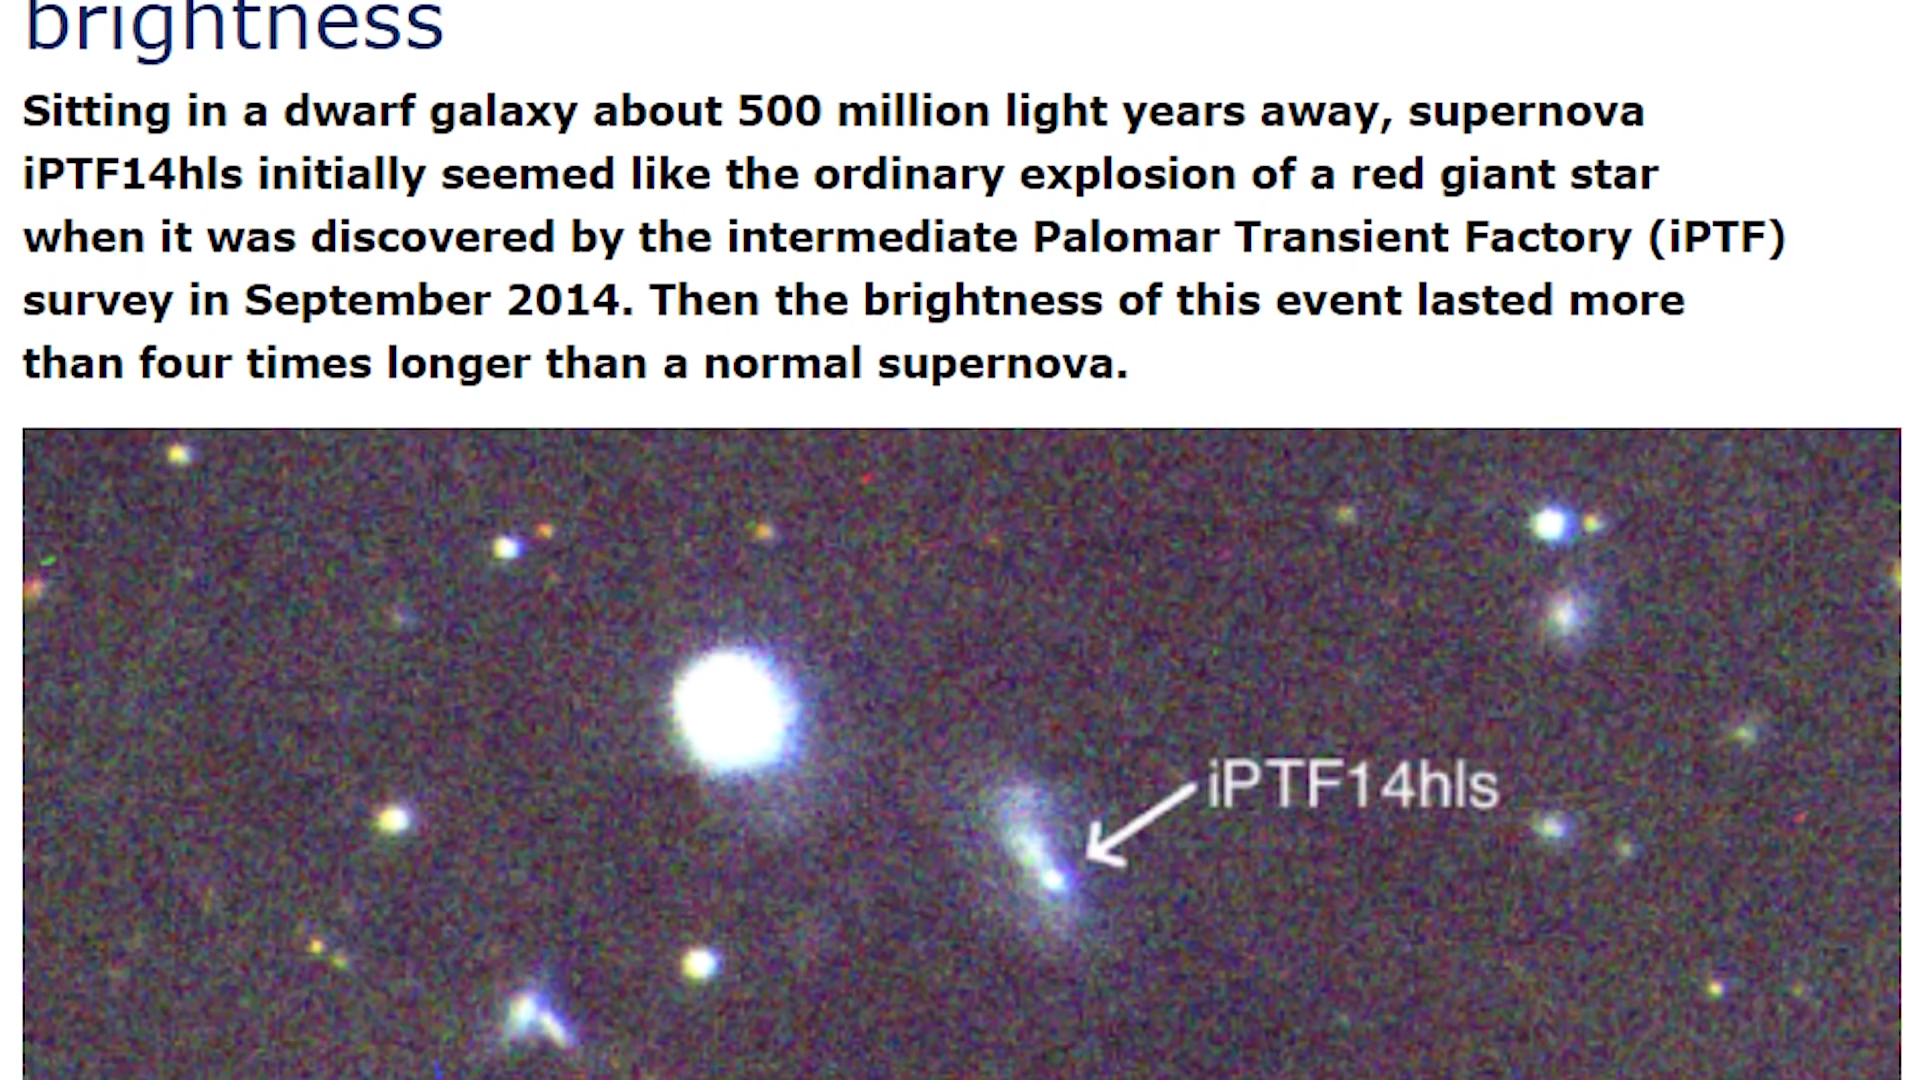 brightness
Sitting in a dwarf galaxy about 500 million light years away, supernova
iPTF14hls initially seemed like the ordinary explosion of a red giant star
when it was discovered by the intermediate Palomar Transient Factory (iPTF)
survey in September 2014. Then the brightness of this event lasted more
than four times longer than a normal supernova.
iPTF14hls